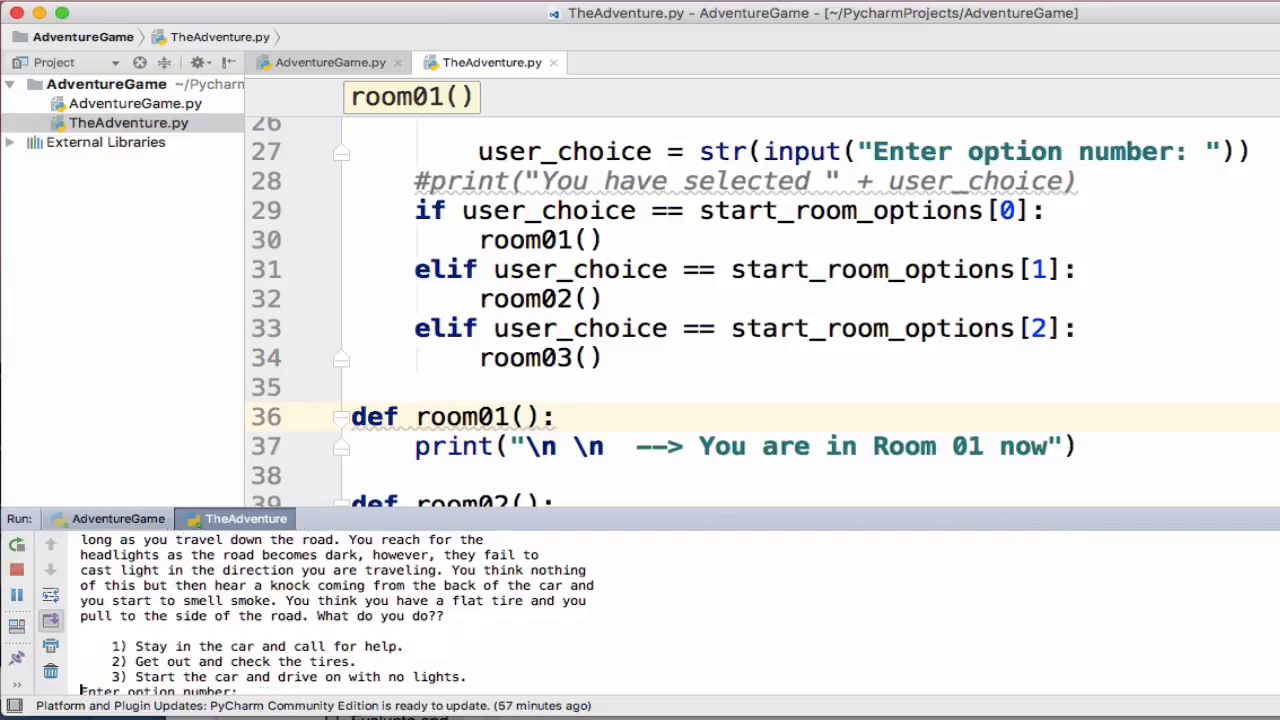 TheAdventure.py - AdventureGame - [~/PycharmProjects/AdventureGame]
AdventureGame TheAdventure.py
Project AdventureGame.py TheAdventure.py
AdventureGame ~/Pycharm
AdventureGame.py
TheAdventure.py
External Libraries
room01()
26
27 user_choice = str(input("Enter option number: "))
28 #print("You have selected " + user_choice)
29 if user_choice == start_room_options[0]:
30 room01()
31 elif user_choice == start_room_options[1]:
32 room02()
33 elif user_choice == start_room_options[2]:
34 room03()
35
36 def room01():
37 print("\n \n --> You are in Room 01 now")
38
39 def room02():
Run: AdventureGame TheAdventure
long as you travel down the road. You reach for the
headlights as the road becomes dark, however, they fail to
cast light in the direction you are traveling. You think nothing
of this but then hear a knock coming from the back of the car and
you start to smell smoke. You think you have a flat tire and you
pull to the side of the road. What do you do??
1) Stay in the car and call for help.
2) Get out and check the tires.
3) Start the car and drive on with no lights.
Enter option number:
Platform and Plugin Updates: PyCharm Community Edition is ready to update. (57 minutes ago)
Evaluate and